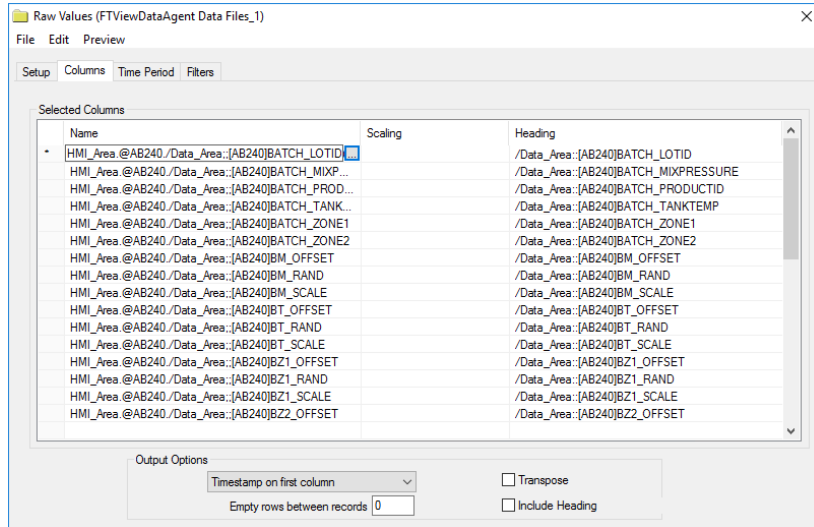 Raw Values (FTViewDataAgent Data Files_1)
File Edit Preview
Setup Columns Time Period Filters
Selected Columns
Name Scaling Heading
* HMI_Area.@AB240./Data_Area;;[AB240]BATCH_LOTID ... /Data_Area::[AB240]BATCH_LOTID
HMI_Area.@AB240./Data_Area;;[AB240]BATCH_MIXP... /Data_Area::[AB240]BATCH_MIXPRESSURE
HMI_Area.@AB240./Data_Area;;[AB240]BATCH_PROD... /Data_Area::[AB240]BATCH_PRODUCTID
HMI_Area.@AB240./Data_Area;;[AB240]BATCH_TANK... /Data_Area::[AB240]BATCH_TANKTEMP
HMI_Area.@AB240./Data_Area;;[AB240]BATCH_ZONE1 /Data_Area::[AB240]BATCH_ZONE1
HMI_Area.@AB240./Data_Area;;[AB240]BATCH_ZONE2 /Data_Area::[AB240]BATCH_ZONE2
HMI_Area.@AB240./Data_Area;;[AB240]BM_OFFSET /Data_Area::[AB240]BM_OFFSET
HMI_Area.@AB240./Data_Area;;[AB240]BM_RAND /Data_Area::[AB240]BM_RAND
HMI_Area.@AB240./Data_Area;;[AB240]BM_SCALE /Data_Area::[AB240]BM_SCALE
HMI_Area.@AB240./Data_Area;;[AB240]BT_OFFSET /Data_Area::[AB240]BT_OFFSET
HMI_Area.@AB240./Data_Area;;[AB240]BT_RAND /Data_Area::[AB240]BT_RAND
HMI_Area.@AB240./Data_Area;;[AB240]BT_SCALE /Data_Area::[AB240]BT_SCALE
HMI_Area.@AB240./Data_Area;;[AB240]BZ1_OFFSET /Data_Area::[AB240]BZ1_OFFSET
HMI_Area.@AB240./Data_Area;;[AB240]BZ1_RAND /Data_Area::[AB240]BZ1_RAND
HMI_Area.@AB240./Data_Area;;[AB240]BZ1_SCALE /Data_Area::[AB240]BZ1_SCALE
HMI_Area.@AB240./Data_Area;;[AB240]BZ2_OFFSET /Data_Area::[AB240]BZ2_OFFSET
Output Options
Timestamp on first column Transpose
Empty rows between records 0 Include Heading